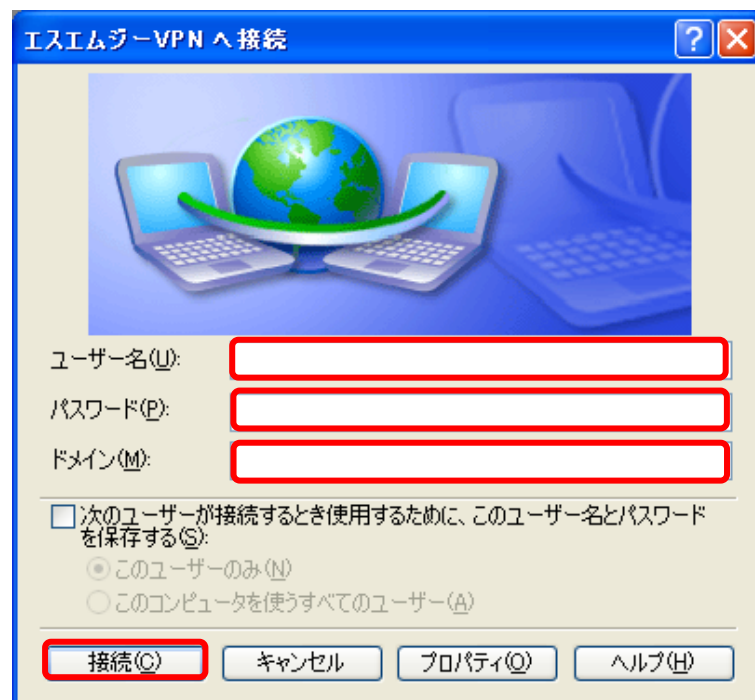 エスエムジーVPN へ接続
ユーザー名(U):
パスワード(P):
ドメイン(M):
次のユーザーが接続するとき使用するために、このユーザー名とパスワード
を保存する(S):
このユーザーのみ(N)
このコンピュータを使うすべてのユーザー(A)
接続(C) キャンセル プロパティ(O) ヘルプ(H)